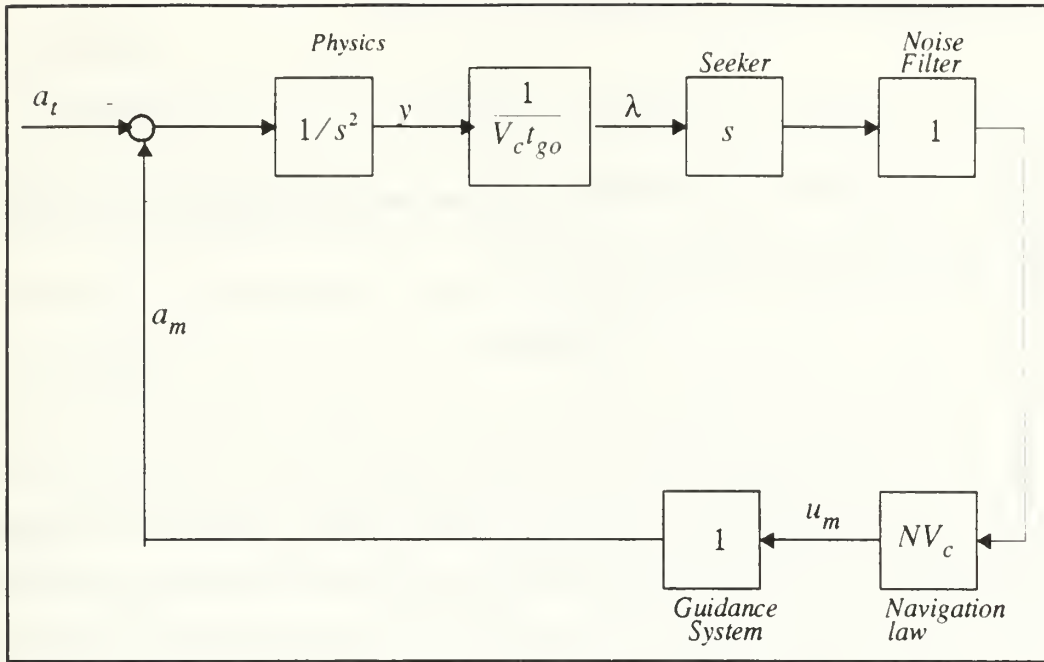 Physics
Seeker
Noise
Filter
a_t
-
1/s²
y
1
V_c t_go
λ
s
1
a_m
1
u_m
NV_c
Guidance
System
Navigation
law